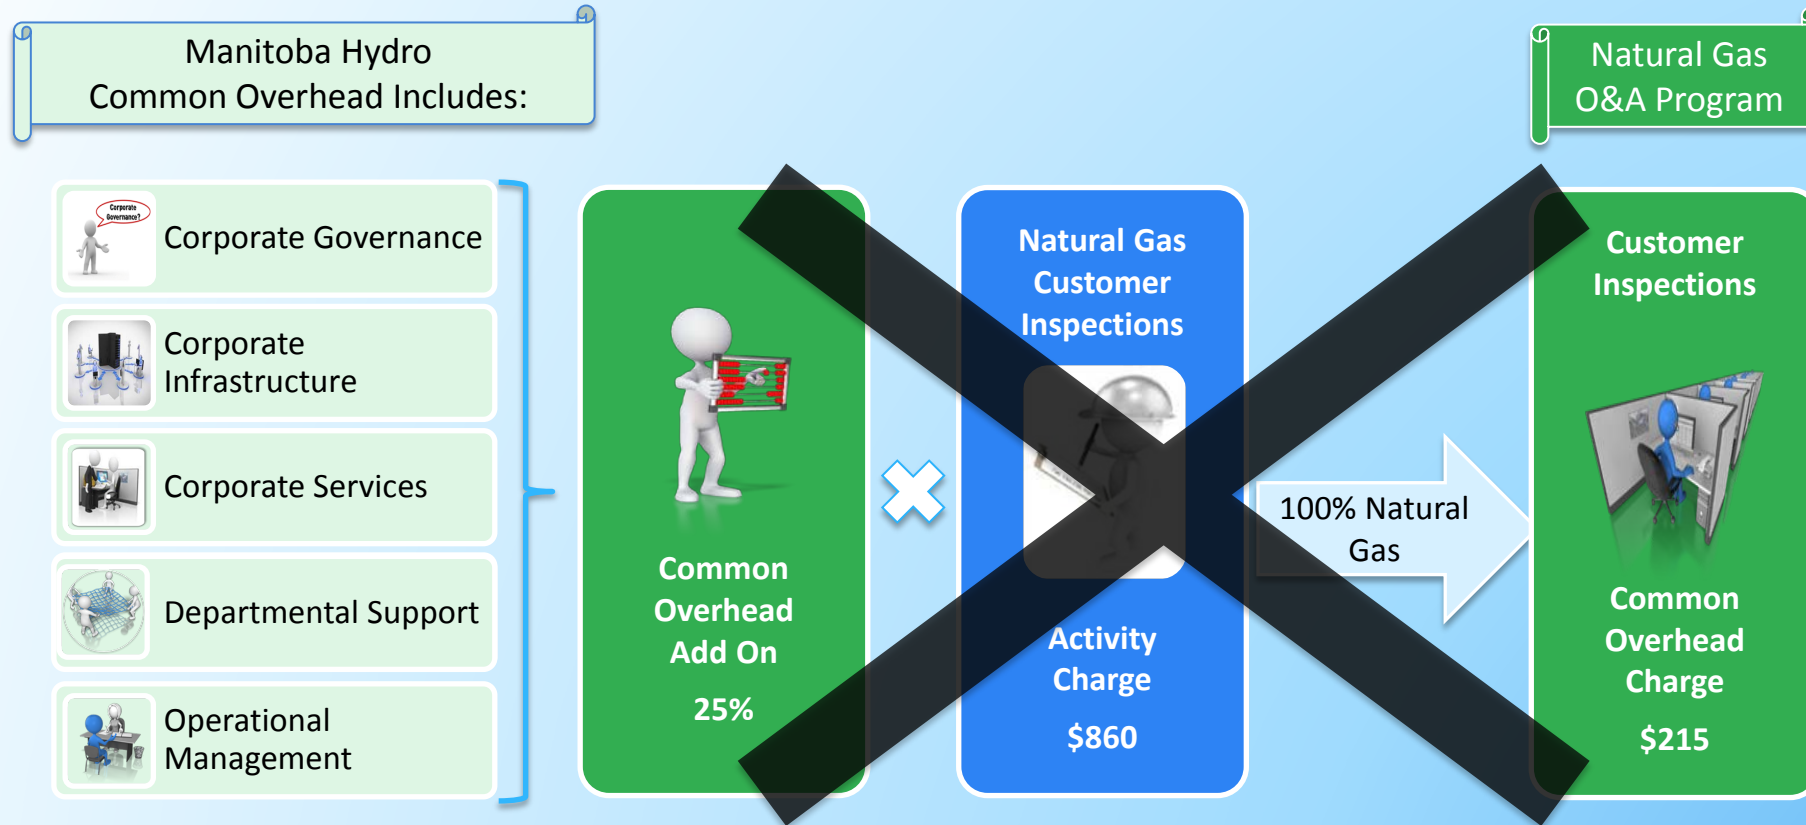 Manitoba Hydro
Common Overhead Includes:
Natural Gas
O&A Program
Corporate
Governance?
Corporate Governance
Corporate
Infrastructure
Corporate Services
Departmental Support
Operational
Management
Common
Overhead
Add On
25%
Natural Gas
Customer
Inspections
Activity
Charge
$860
100% Natural
Gas
Customer
Inspections
Common
Overhead
Charge
$215